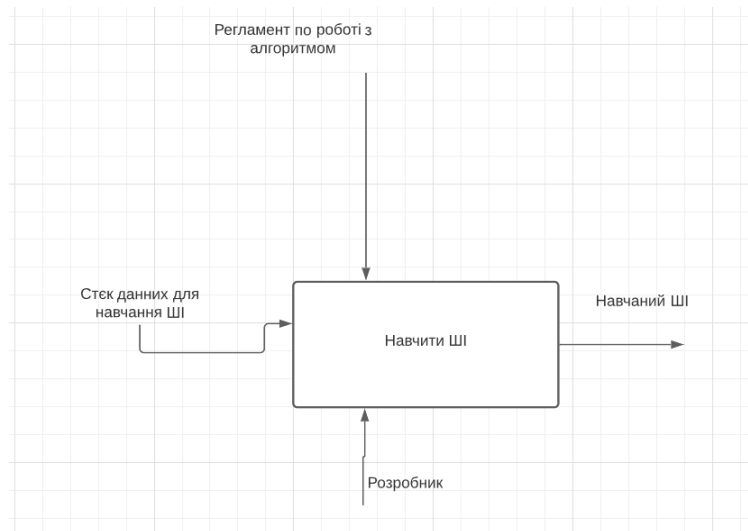 Регламент по роботі з
алгоритмом
Стєк данних для
навчання ШІ
Навчаний ШІ
Навчити ШІ
Розробник